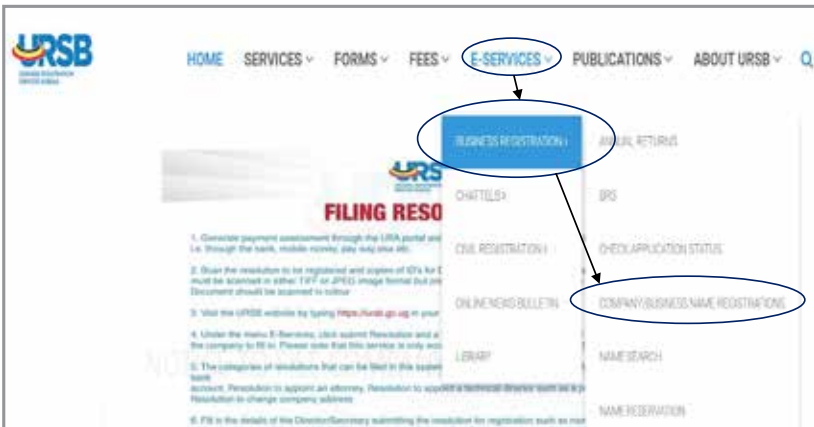 URSB
HOME SERVICES FORMS FEES E-SERVICES PUBLICATIONS ABOUT URSB
BUSINESS REGISTRATION ANNUAL RETURNS
URS
CHATTELS BRS
FILING RESO
1. Generate payment assessment through the URA portal and
i.e. through the bank, mobile money, pay way plus etc
CIVIL REGISTRATION CHECK APPLICATION STATUS
2. Scan the resolution to be registered and copies of ID's for D
must be scanned in either TIFF or JPEG image format but
Document should be scanned in colour
ONLINE NEWS BULLETIN COMPANY/BUSINESS NAME REGISTRATIONS
3. Visit the URSB website by typing https://ursb.go.ug in your
4. Under the menu E-Services, click submit Resolution and a
the company to fill in. Please note that this service is only
LIBRARY NAME SEARCH
5. The categories of resolutions that can be filed in this system
bank
account, Resolution to appoint an attorney, Resolution to appoint a technical director such as a
Resolution to change company address
NAME RESERVATION
6. Fill in the details of the Director/Secretary submitting the resolution for registration such as